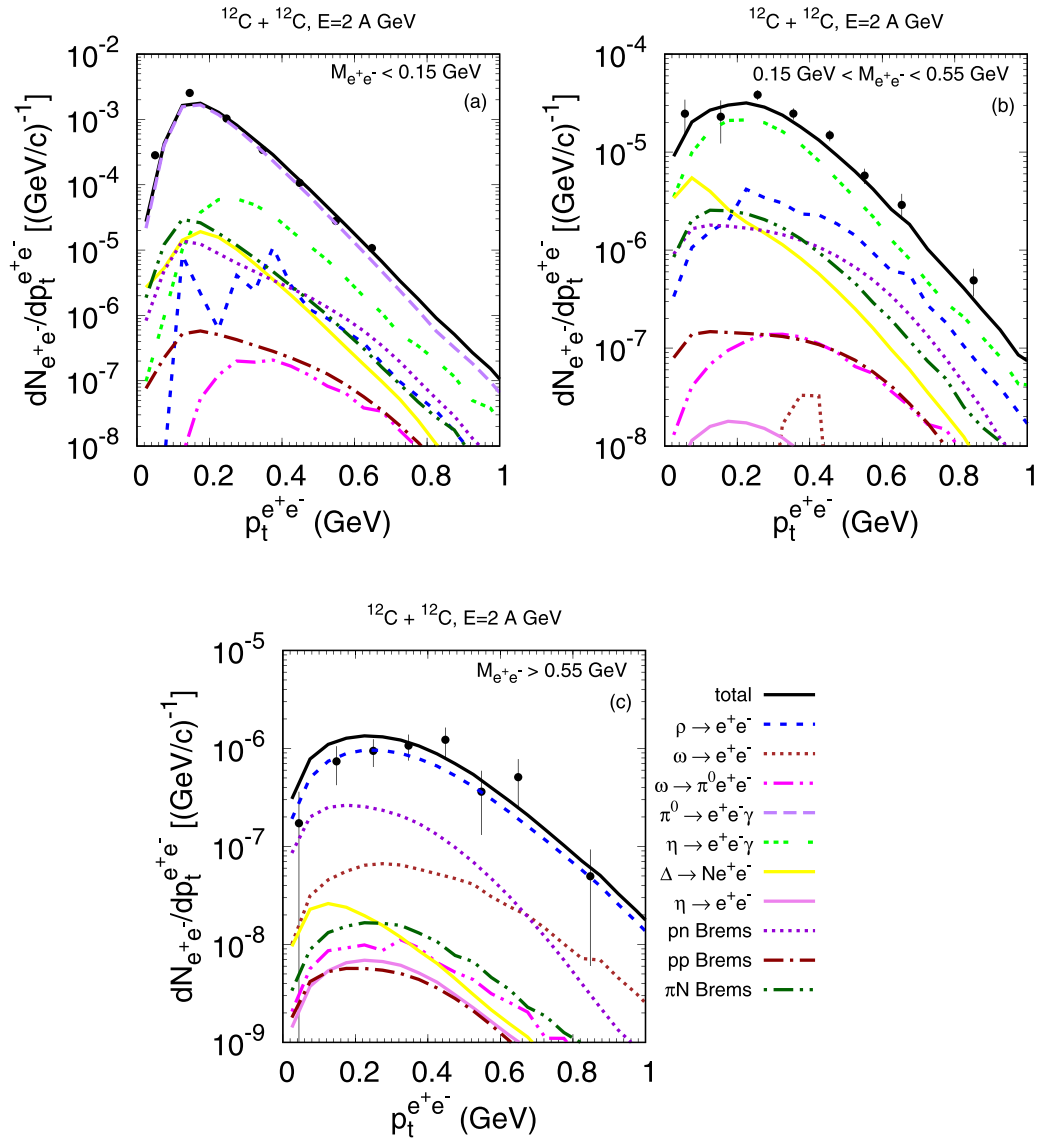 ¹²C + ¹²C, E=2 A GeV
M_{e⁺e⁻} < 0.15 GeV
(a)
10⁻²
10⁻³
10⁻⁴
10⁻⁵
10⁻⁶
10⁻⁷
10⁻⁸
dN_{e⁺e⁻}/dp_t^{e⁺e⁻} [(GeV/c)⁻¹]
0 0.2 0.4 0.6 0.8 1
p_t^{e⁺e⁻} (GeV)
¹²C + ¹²C, E=2 A GeV
0.15 GeV < M_{e⁺e⁻} < 0.55 GeV
(b)
10⁻⁴
10⁻⁵
10⁻⁶
10⁻⁷
10⁻⁸
dN_{e⁺e⁻}/dp_t^{e⁺e⁻} [(GeV/c)⁻¹]
0 0.2 0.4 0.6 0.8 1
p_t^{e⁺e⁻} (GeV)
¹²C + ¹²C, E=2 A GeV
M_{e⁺e⁻} > 0.55 GeV
(c)
10⁻⁵
10⁻⁶
10⁻⁷
10⁻⁸
10⁻⁹
dN_{e⁺e⁻}/dp_t^{e⁺e⁻} [(GeV/c)⁻¹]
0 0.2 0.4 0.6 0.8 1
p_t^{e⁺e⁻} (GeV)
total
ρ → e⁺e⁻
ω → e⁺e⁻
ω → π⁰e⁺e⁻
π⁰ → e⁺e⁻γ
η → e⁺e⁻γ
Δ → Ne⁺e⁻
η → e⁺e⁻
pn Brems
pp Brems
πN Brems